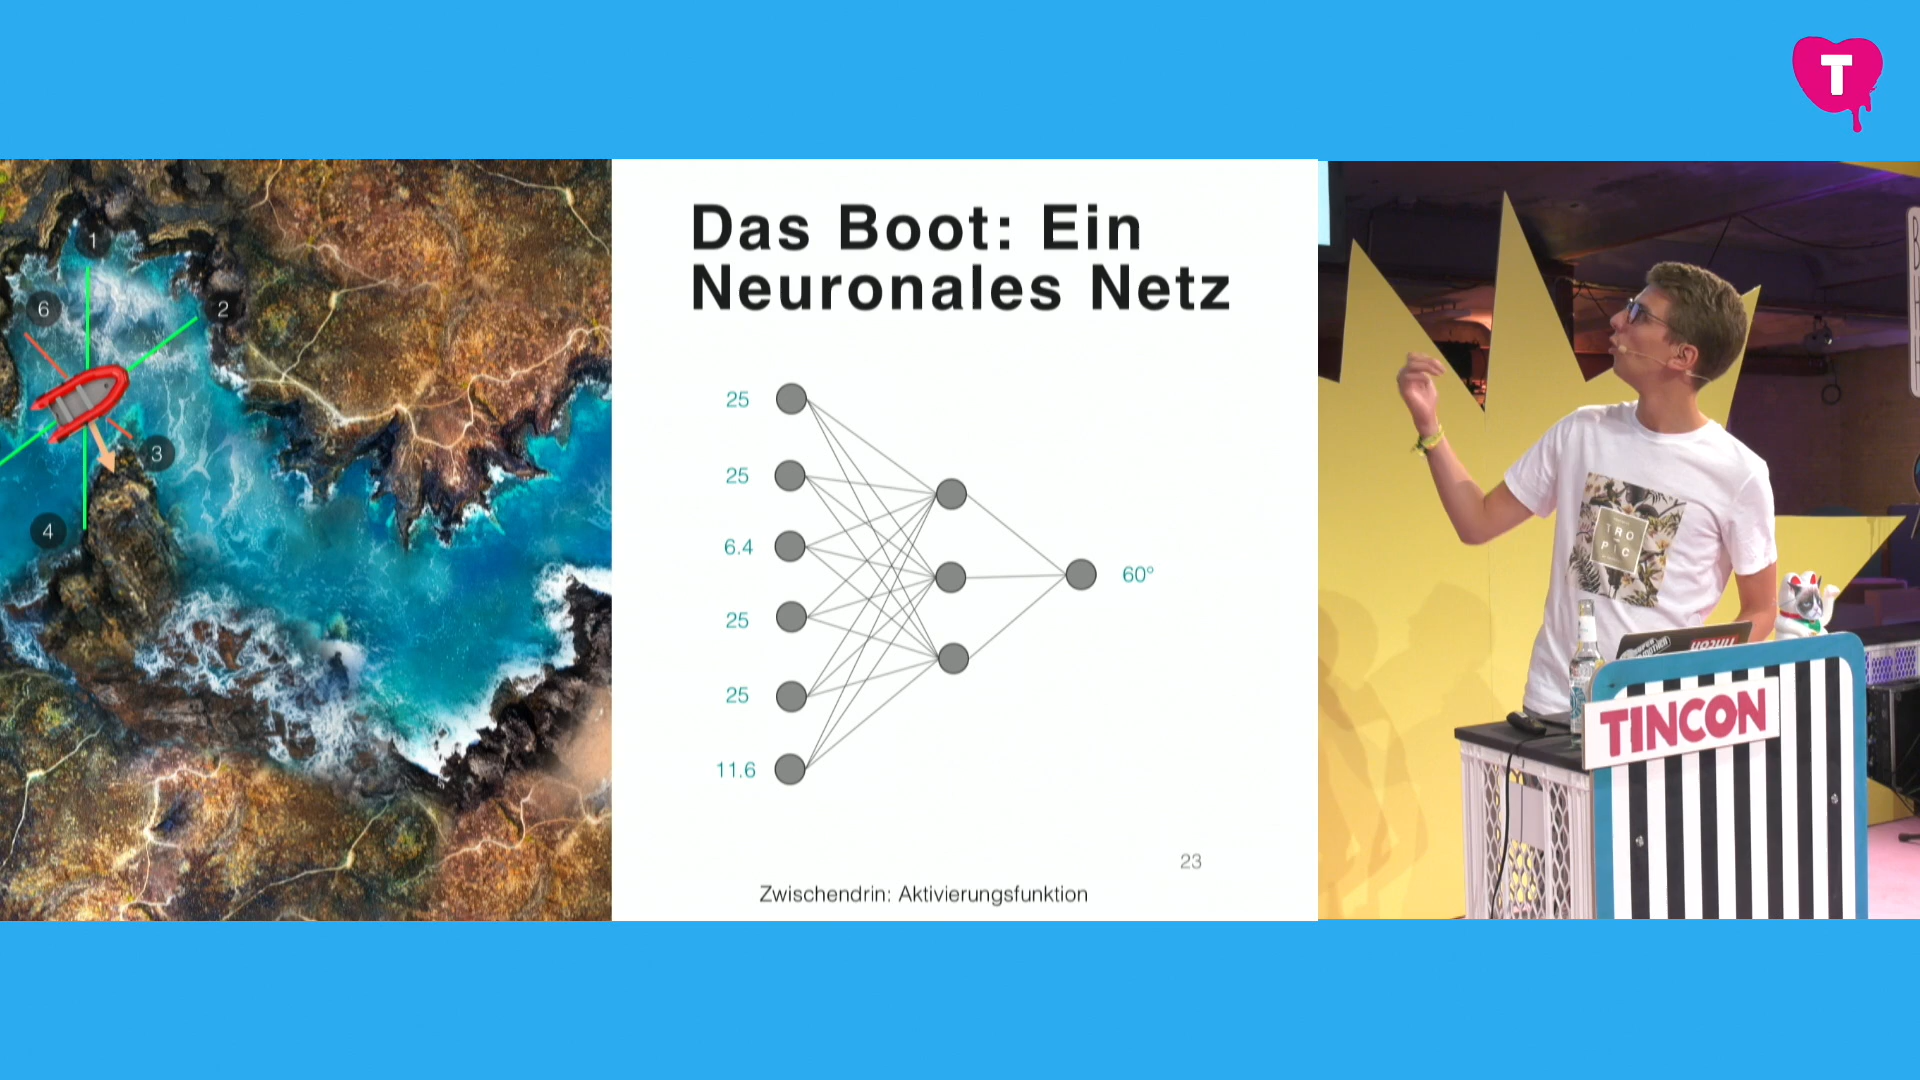 T
1
6
2
3
4
Das Boot: Ein
Neuronales Netz
25
25
6.4
25
25
11.6
60°
23
Zwischendrin: Aktivierungsfunktion
TRO
PIC
TINCON
TINCON